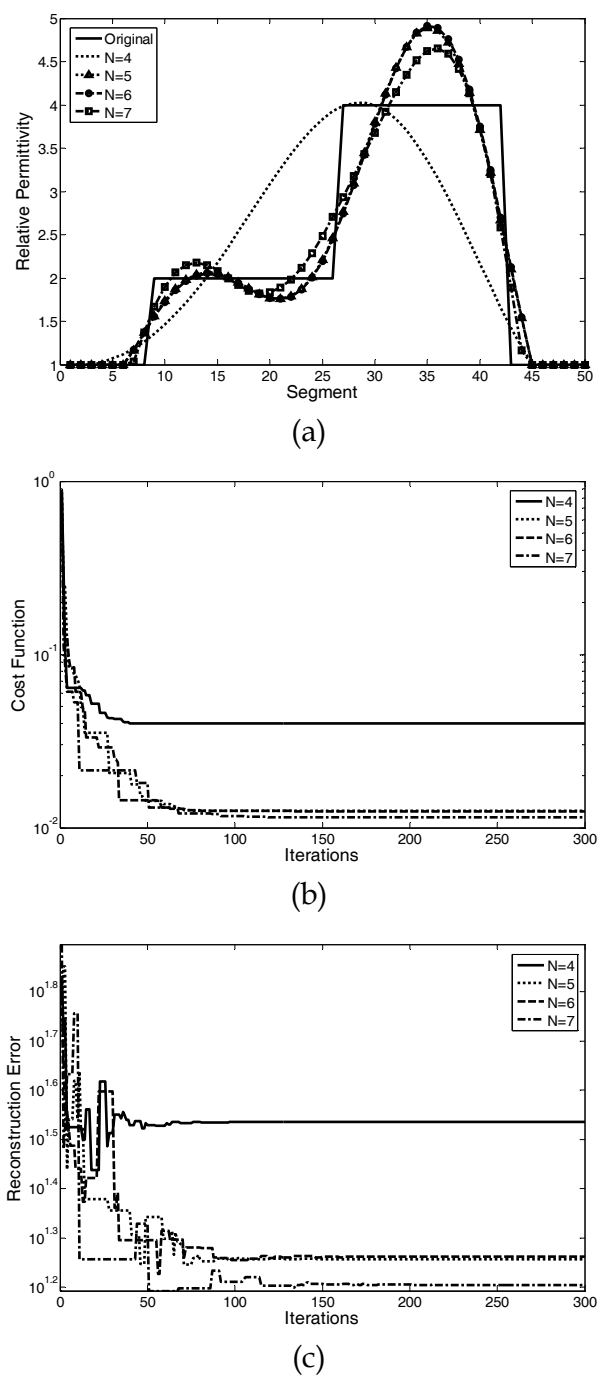 5
4.5
4
3.5
3
2.5
2
1.5
1
Relative Permittivity
Original
N=4
N=5
N=6
N=7
0 5 10 15 20 25 30 35 40 45 50
Segment
(a)
10^0
10^-1
10^-2
Cost Function
N=4
N=5
N=6
N=7
0 50 100 150 200 250 300
Iterations
(b)
10^1.8
10^1.7
10^1.6
10^1.5
10^1.4
10^1.3
10^1.2
Reconstruction Error
N=4
N=5
N=6
N=7
0 50 100 150 200 250 300
Iterations
(c)